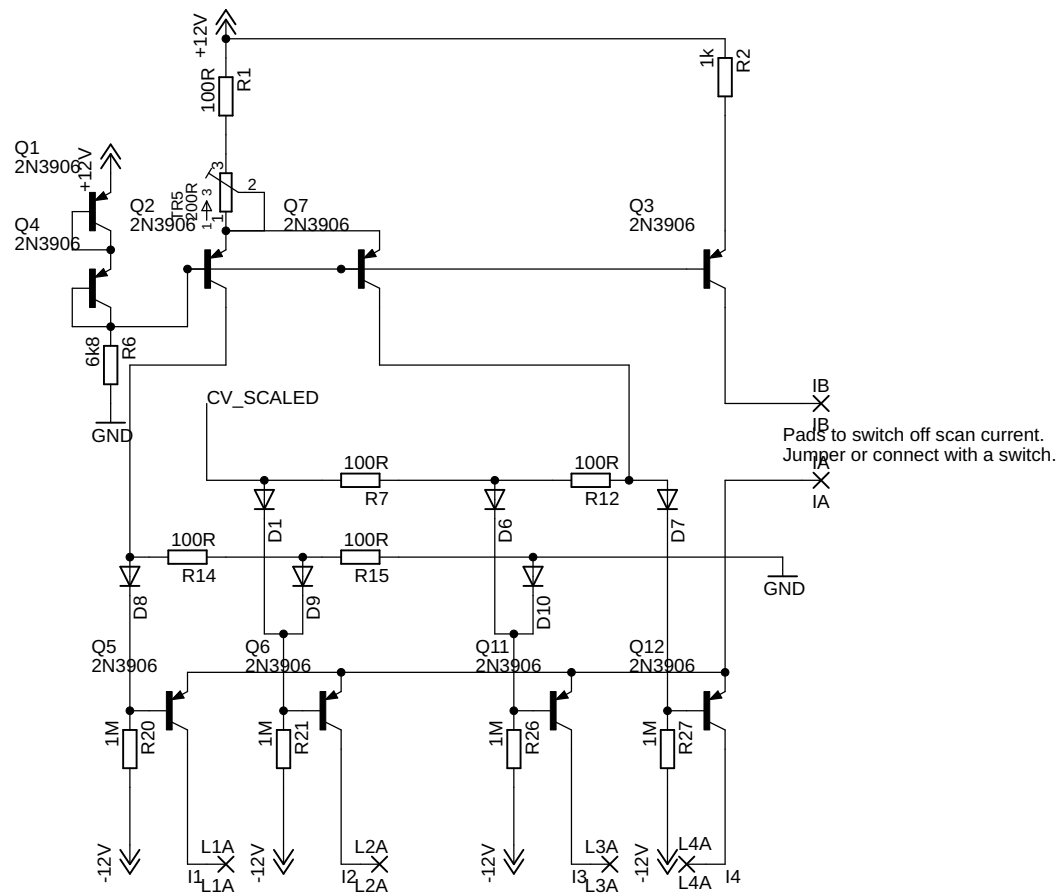 +12V
100R
R1
1k
R2
Q1
2N3906
+12V
Q4
2N3906
Q2
2N3906
TR5
200R
1
3
3
2
1
Q7
2N3906
Q3
2N3906
6k8
R6
GND
CV_SCALED
IB
IB
Pads to switch off scan current.
Jumper or connect with a switch.
IA
IA
100R
R7
100R
R12
D1
D6
D7
100R
R14
100R
R15
GND
D8
D9
D10
Q5
2N3906
Q6
2N3906
Q11
2N3906
Q12
2N3906
1M
R20
1M
R21
1M
R26
1M
R27
-12V
I1
L1A
L1A
-12V
I2
L2A
L2A
-12V
I3
L3A
L3A
-12V
L4A
L4A
I4